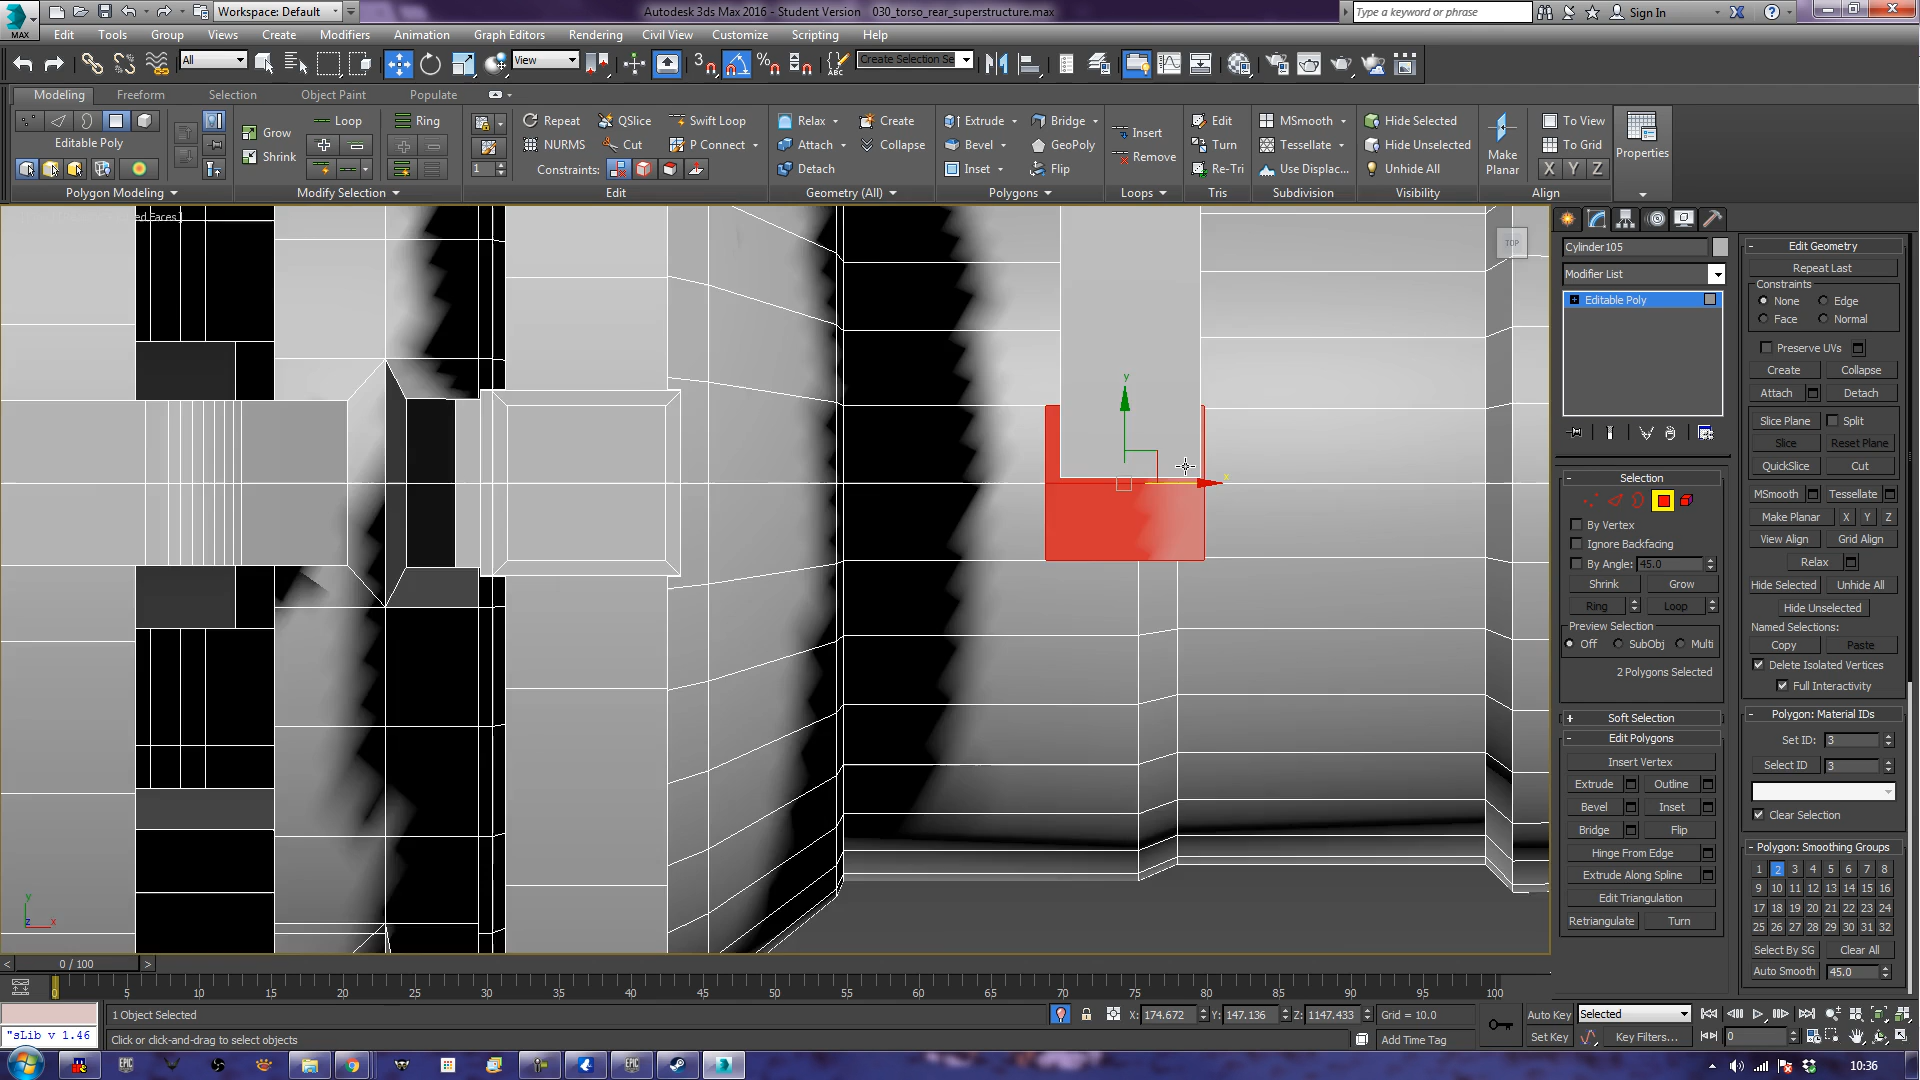 MAX
Workspace: Default
Autodesk 3ds Max 2016 - Student Version   030_torso_rear_superstructure.max
Type a keyword or phrase
Sign In
Edit Tools Group Views Create Modifiers Animation Graph Editors Rendering Civil View Customize Scripting Help
All
View
3
ABC
Create Selection Se
Modeling Freeform Selection Object Paint Populate
Loop Ring Repeat QSlice Swift Loop Relax Create Extrude Bridge Insert Edit MSmooth Hide Selected To View
Grow
Edit Poly
Editable Poly
NURMS Cut P Connect Attach Collapse Bevel GeoPoly Turn Tessellate Hide Unselected To Grid
Shrink
Remove
Make Planar
Properties
1
Constraints:
Detach Inset Flip Re-Tri Use Displac... Unhide All X Y Z
Polygon Modeling Modify Selection Edit Geometry (All) Polygons Loops Tris Subdivision Visibility Align
ed Faces ]
TOP
y
x
y
z
x
Cylinder105
Modifier List
Editable Poly
Selection
By Vertex
Ignore Backfacing
By Angle: 45.0
Shrink Grow
Ring Loop
Preview Selection
Off SubObj Multi
2 Polygons Selected
Soft Selection
Edit Polygons
Insert Vertex
Extrude Outline
Bevel Inset
Bridge Flip
Hinge From Edge
Extrude Along Spline
Edit Triangulation
Retriangulate Turn
Edit Geometry
Repeat Last
Constraints
None Edge
Face Normal
Preserve UVs
Create Collapse
Attach Detach
Slice Plane Split
Slice Reset Plane
QuickSlice Cut
MSmooth Tessellate
Make Planar X Y Z
View Align Grid Align
Relax
Hide Selected Unhide All
Hide Unselected
Named Selections:
Copy Paste
Delete Isolated Vertices
Full Interactivity
Polygon: Material IDs
Set ID: 3
Select ID 3
Clear Selection
Polygon: Smoothing Groups
1 2 3 4 5 6 7 8
9 10 11 12 13 14 15 16
17 18 19 20 21 22 23 24
25 26 27 28 29 30 31 32
Select By SG Clear All
Auto Smooth 45.0
< 0 / 100 >
0 5 10 15 20 25 30 35 40 45 50 55 60 65 70 75 80 85 90 95 100
1 Object Selected
X: 174.672 Y: 147.136 Z: 1147.433 Grid = 10.0
Auto Key Selected
"sLib v 1.46
Click or click-and-drag to select objects
Add Time Tag
Set Key Key Filters...
0
EPIC
EPIC
10:36